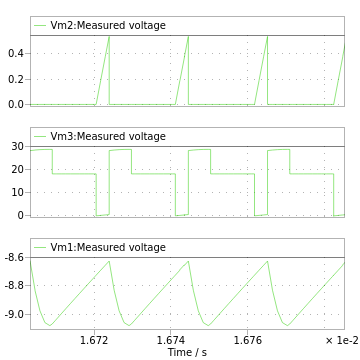 Vm2:Measured voltage
0.4
0.2
0.0
Vm3:Measured voltage
30
20
10
0
Vm1:Measured voltage
-8.6
-8.8
-9.0
1.672 1.674 1.676 × 1e-2
Time / s